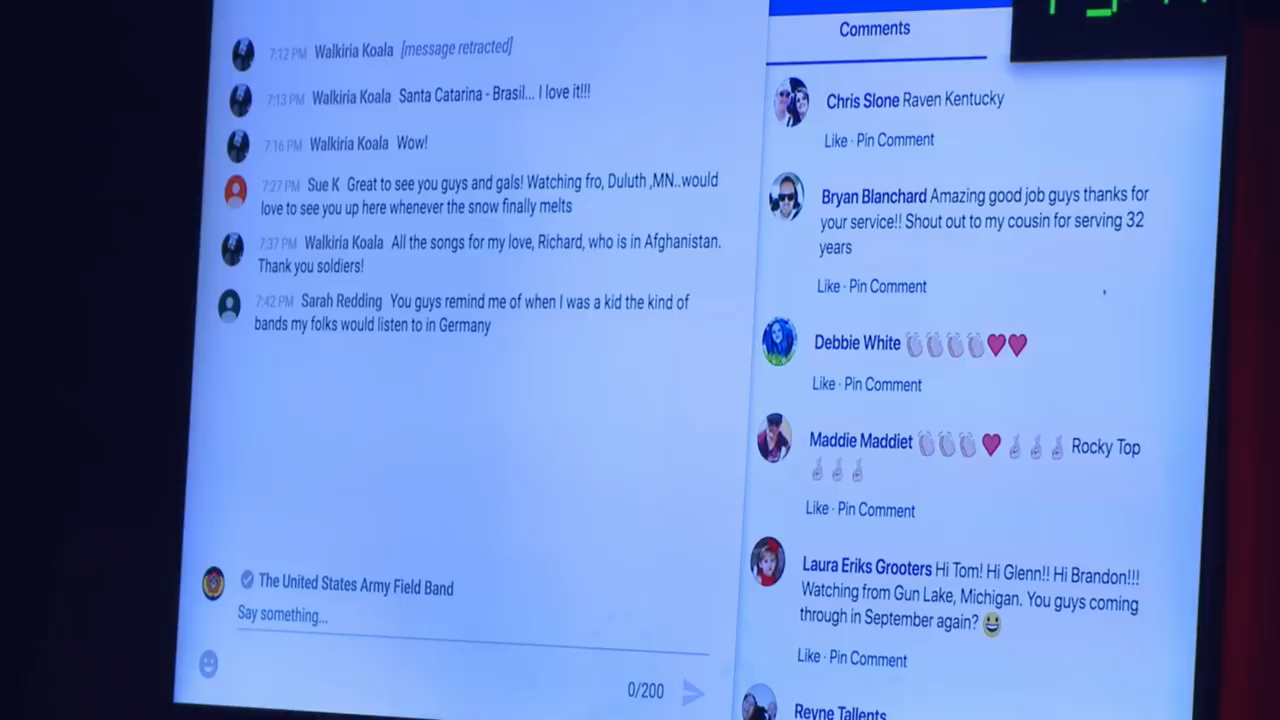 7:12 PM Walkiria Koala [message retracted]
7:13 PM Walkiria Koala Santa Catarina - Brasil... I love it!!!
7:16 PM Walkiria Koala Wow!
7:27 PM Sue K Great to see you guys and gals! Watching fro, Duluth ,MN..would
love to see you up here whenever the snow finally melts
7:37 PM Walkiria Koala All the songs for my love, Richard, who is in Afghanistan.
Thank you soldiers!
7:42 PM Sarah Redding You guys remind me of when I was a kid the kind of
bands my folks would listen to in Germany
The United States Army Field Band
Say something...
0/200
Comments
Chris Slone Raven Kentucky
Like · Pin Comment
Bryan Blanchard Amazing good job guys thanks for
your service!! Shout out to my cousin for serving 32
years
Like · Pin Comment
Debbie White 👏👏👏👏❤️❤️
Like · Pin Comment
Maddie Maddiet 👏👏👏❤️🤞🤞🤞 Rocky Top
🤞🤞🤞
Like · Pin Comment
Laura Eriks Grooters Hi Tom! Hi Glenn!! Hi Brandon!!!
Watching from Gun Lake, Michigan. You guys coming
through in September again? 😀
Like · Pin Comment
Reyne Tallents